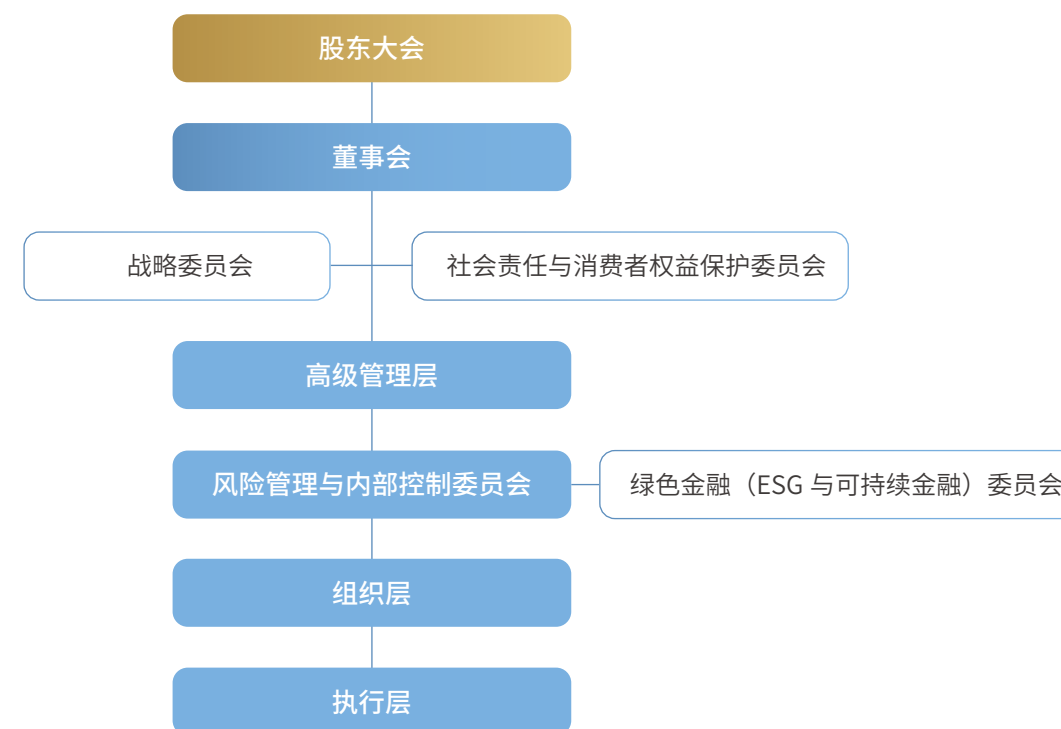 股东大会
董事会
战略委员会
社会责任与消费者权益保护委员会
高级管理层
风险管理与内部控制委员会
绿色金融（ESG 与可持续金融）委员会
组织层
执行层